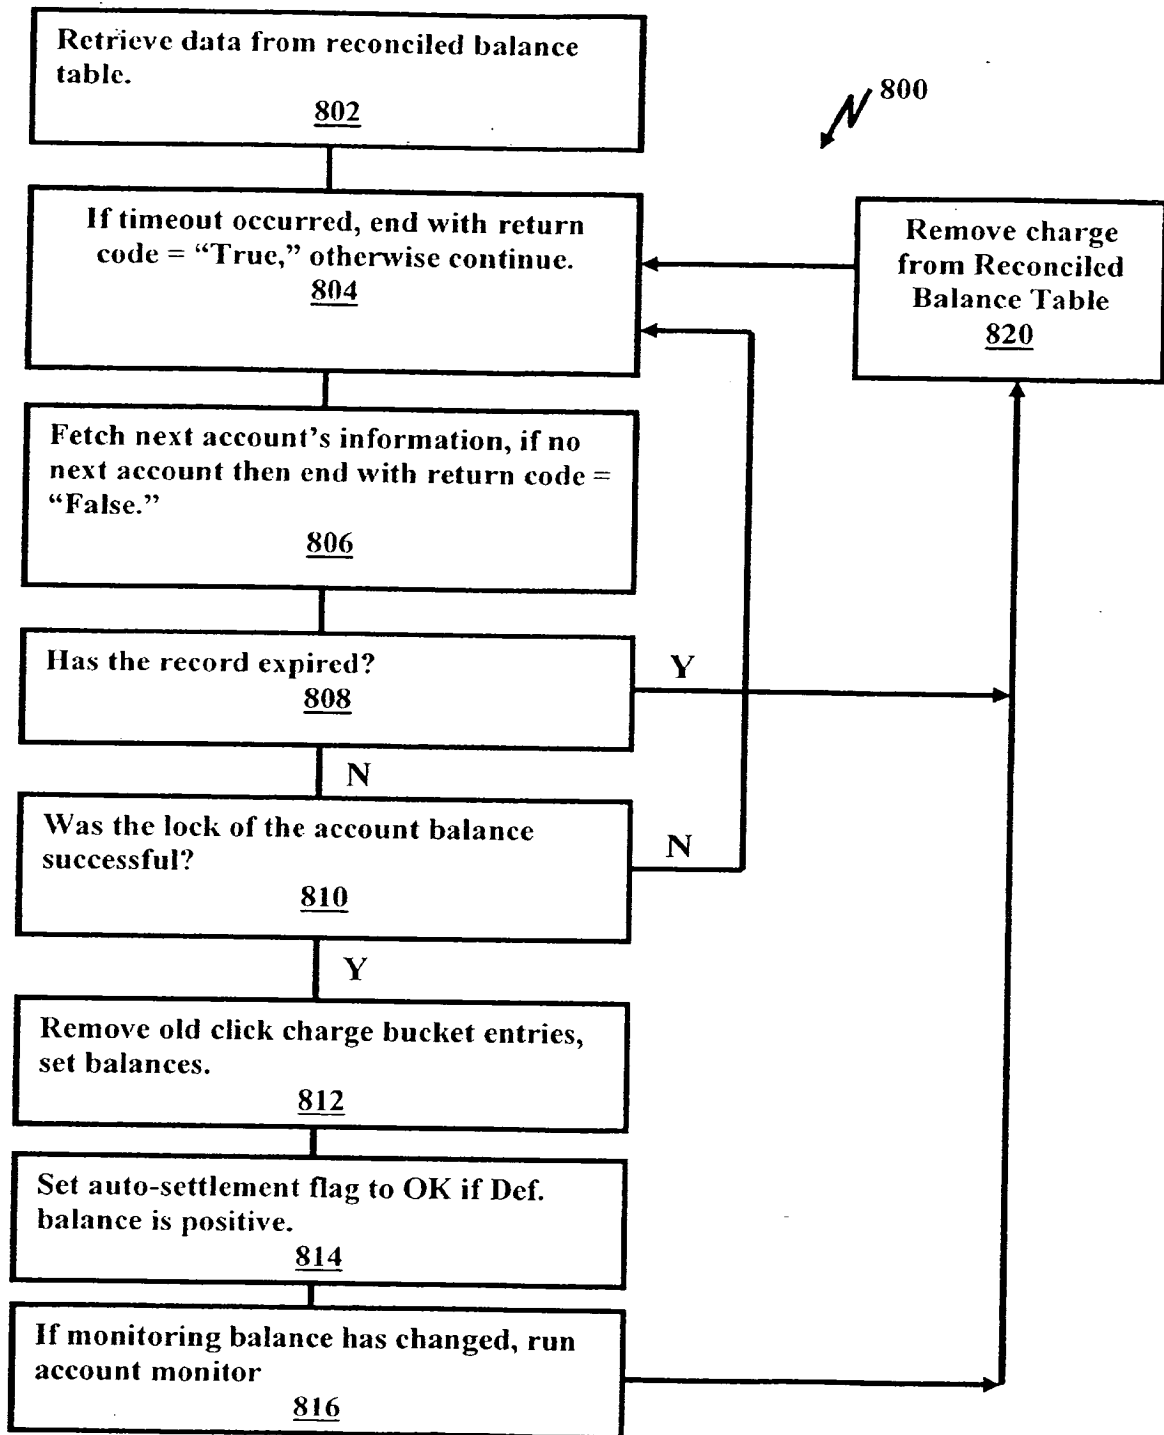 Retrieve data from reconciled balance
table.
802
800
If timeout occurred, end with return
code = “True,” otherwise continue.
804
Remove charge
from Reconciled
Balance Table
820
Fetch next account’s information, if no
next account then end with return code =
“False.”
806
Has the record expired?
808
Y
N
Was the lock of the account balance
successful?
810
N
Y
Remove old click charge bucket entries,
set balances.
812
Set auto-settlement flag to OK if Def.
balance is positive.
814
If monitoring balance has changed, run
account monitor
816